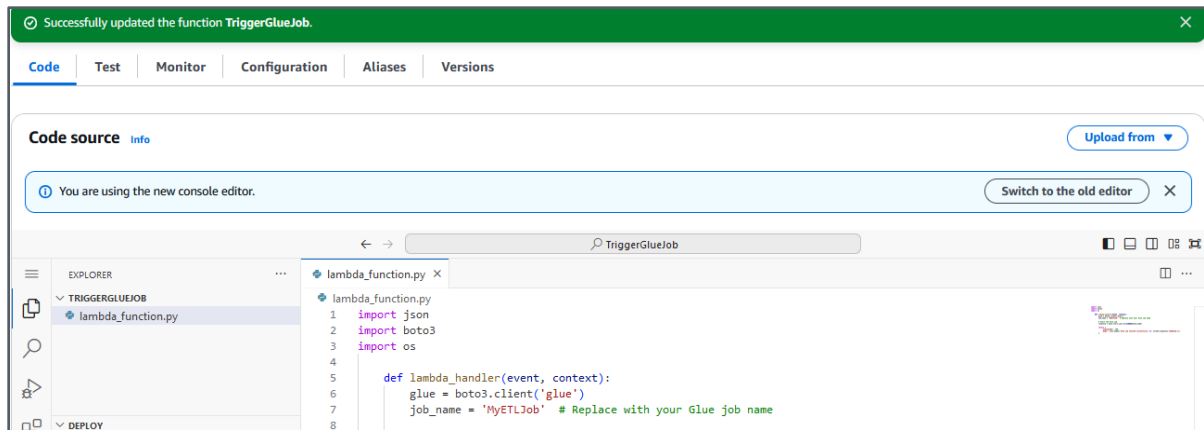 Successfully updated the function TriggerGlueJob.
Code Test Monitor Configuration Aliases Versions
Code source Info
Upload from
You are using the new console editor.
Switch to the old editor
TriggerGlueJob
EXPLORER
lambda_function.py
TRIGGERGLUEJOB
lambda_function.py
lambda_function.py
1 import json
2 import boto3
3 import os
4
5 def lambda_handler(event, context):
6 glue = boto3.client('glue')
7 job_name = 'MyETLJob' # Replace with your Glue job name
8
DEPLOY